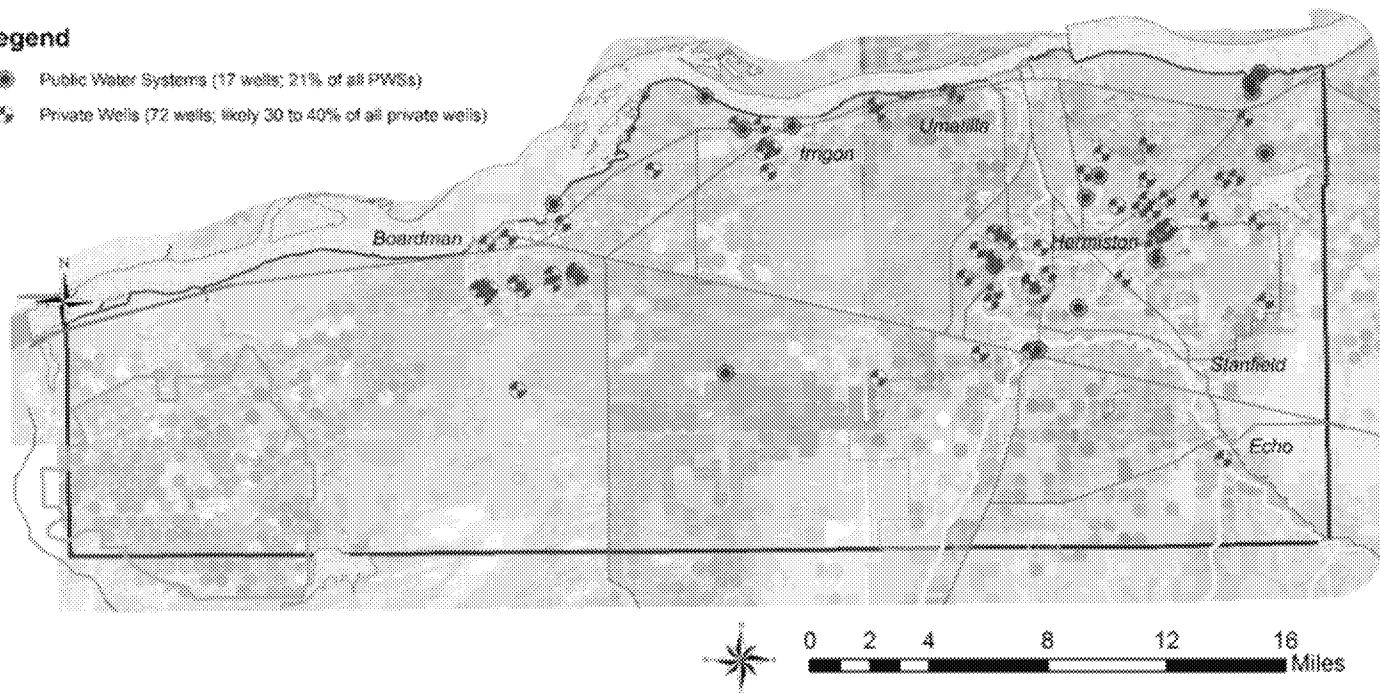 egend
Public Water Systems (17 wells; 21% of all PWSs)
Private Wells (72 wells; likely 30 to 40% of all private wells)
Umatilla
Irrigon
Boardman
Hermiston
N
Stanfield
Echo
0 2 4 8 12 16
Miles